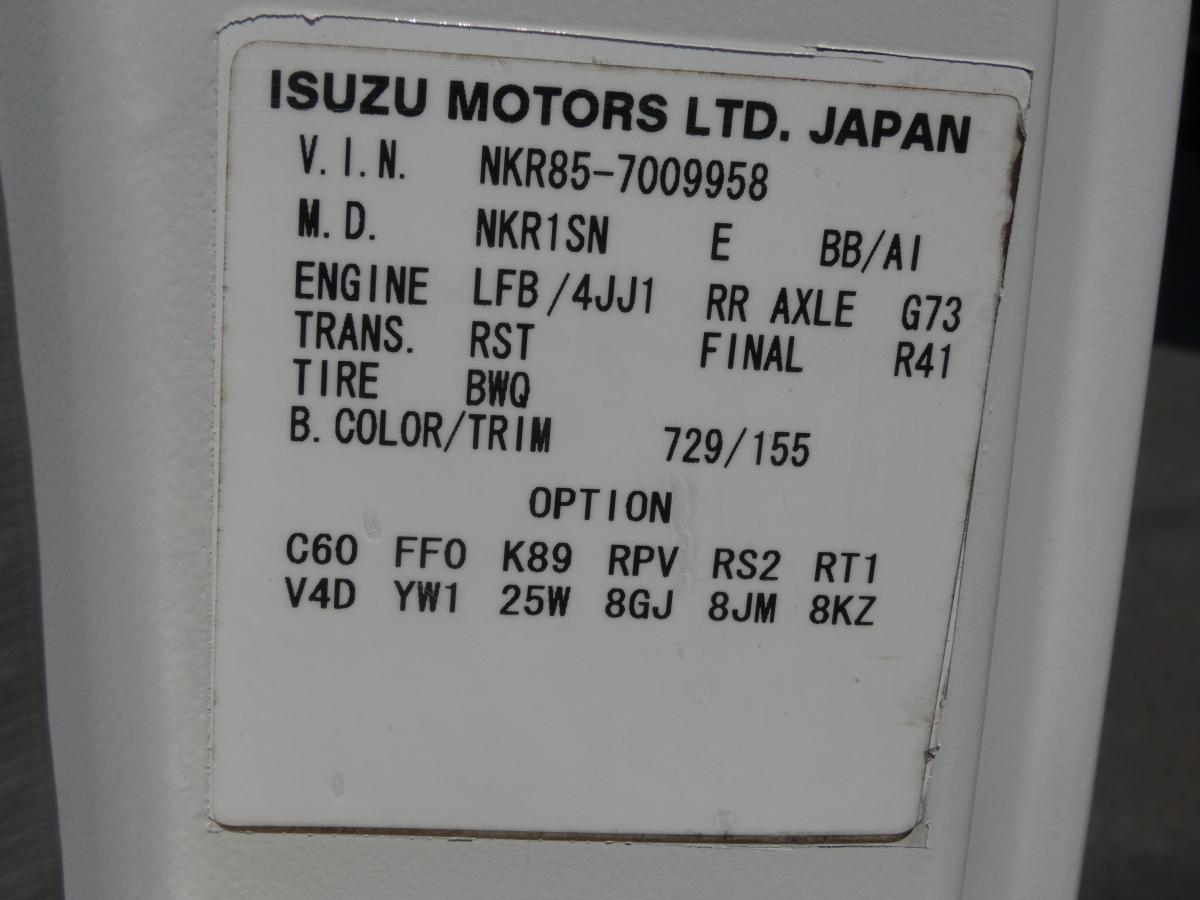 ISUZU MOTORS LTD. JAPAN
V.I.N. NKR85-7009958
M.D. NKR1SN E BB/AI
ENGINE LFB/4JJ1 RR AXLE G73
TRANS. RST FINAL R41
TIRE BWQ
B. COLOR/TRIM 729/155
OPTION
C60 FF0 K89 RPV RS2 RT1
V4D YW1 25W 8GJ 8JM 8KZ